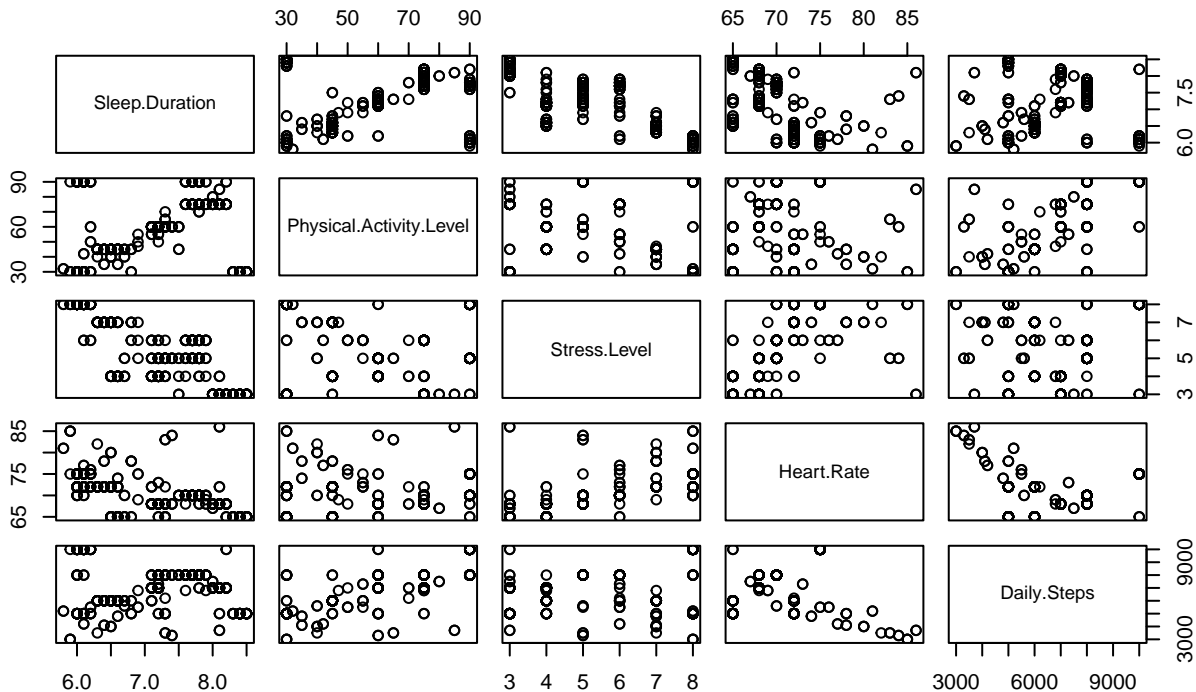 30 50 70 90 65 70 75 80 85
Sleep.Duration
6.0 7.5
30 60 90
Physical.Activity.Level
Stress.Level
3 5 7
65 75 85
Heart.Rate
Daily.Steps
3000 9000
6.0 7.0 8.0 3 4 5 6 7 8 3000 6000 9000